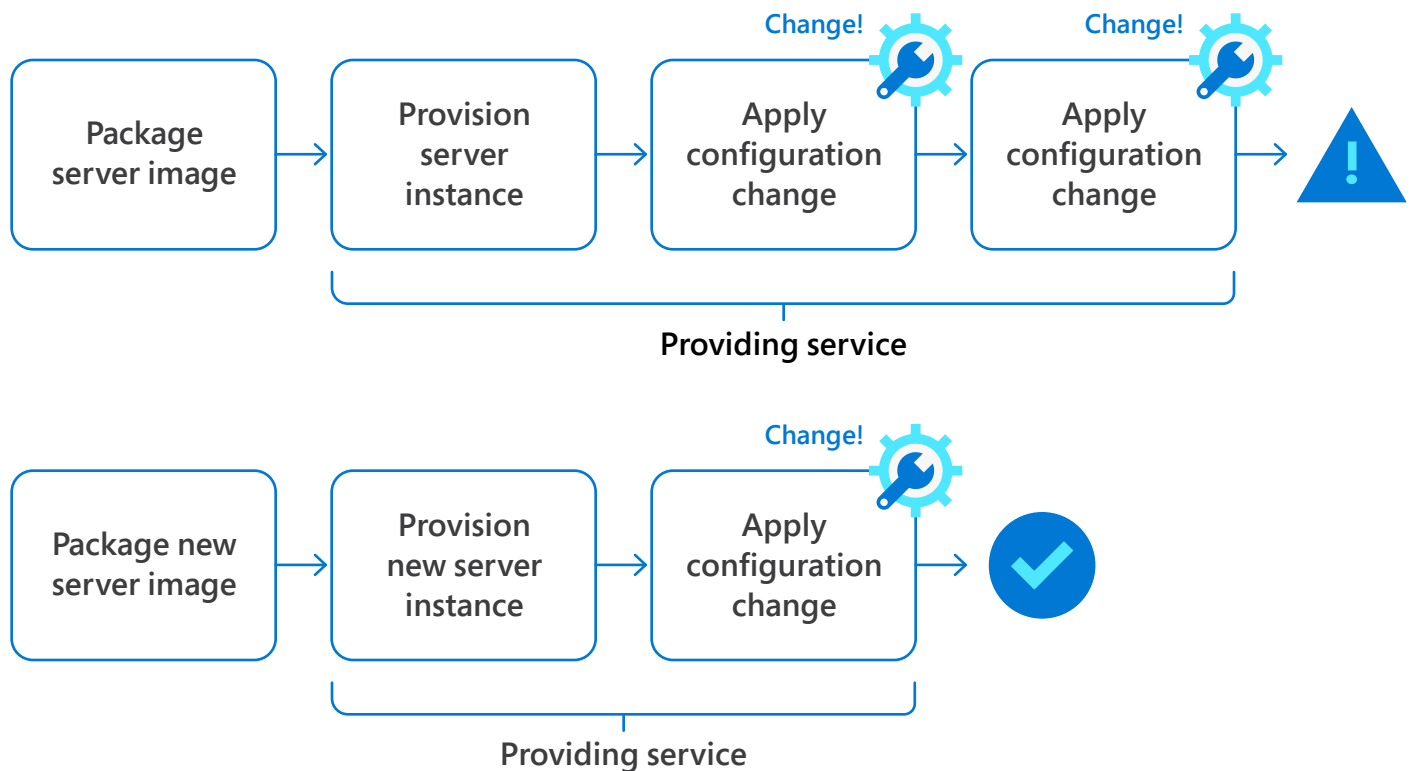 Change!
Change!
Package
server image
Provision
server
instance
Apply
configuration
change
Apply
configuration
change
!
Providing service
Change!
Package new
server image
Provision
new server
instance
Apply
configuration
change
Providing service